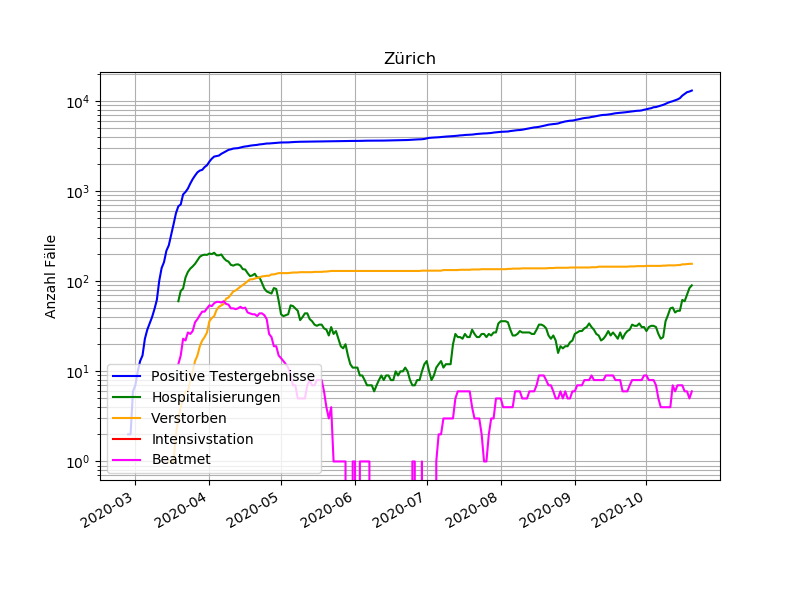 Zürich
Anzahl Fälle
10⁴
10³
10²
10¹
10⁰
Positive Testergebnisse
Hospitalisierungen
Verstorben
Intensivstation
Beatmet
2020-03 2020-04 2020-05 2020-06 2020-07 2020-08 2020-09 2020-10